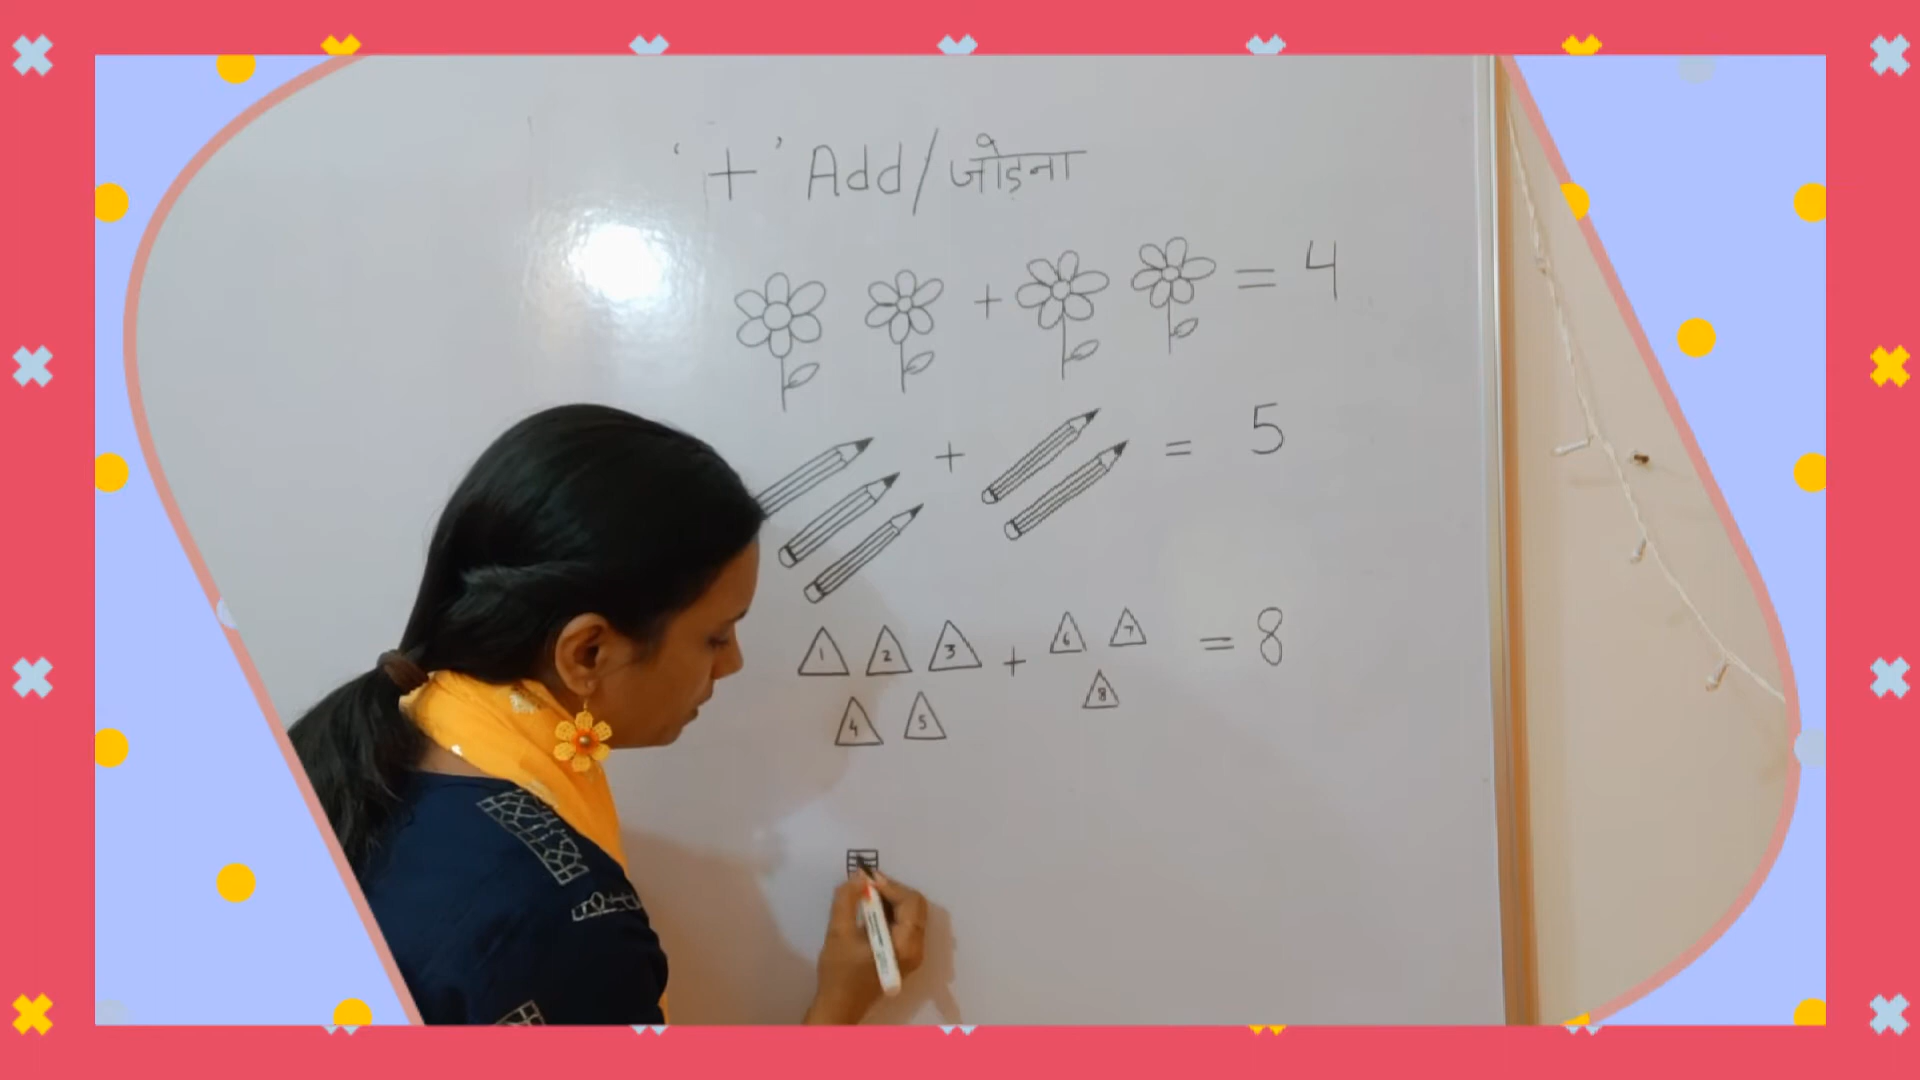 '+' Add/जोड़ना
+ = 4
+ = 5
1 2 3 + 6 7 = 8
4 5 8